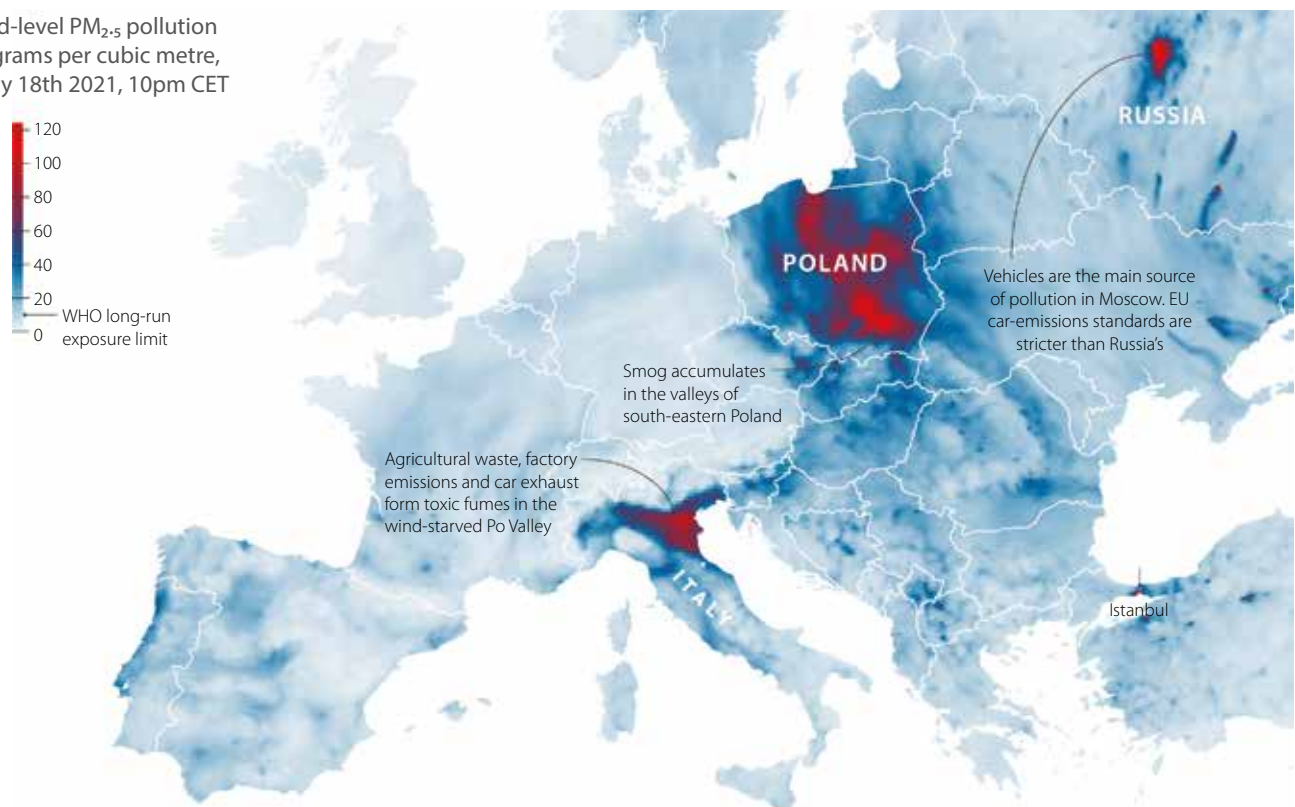 d-level PM₂.₅ pollution
grams per cubic metre,
y 18th 2021, 10pm CET
120
100
80
60
40
20
0
WHO long-run
exposure limit
RUSSIA
POLAND
Vehicles are the main source
of pollution in Moscow. EU
car-emissions standards are
stricter than Russia’s
Smog accumulates
in the valleys of
south-eastern Poland
Agricultural waste, factory
emissions and car exhaust
form toxic fumes in the
wind-starved Po Valley
ITALY
Istanbul